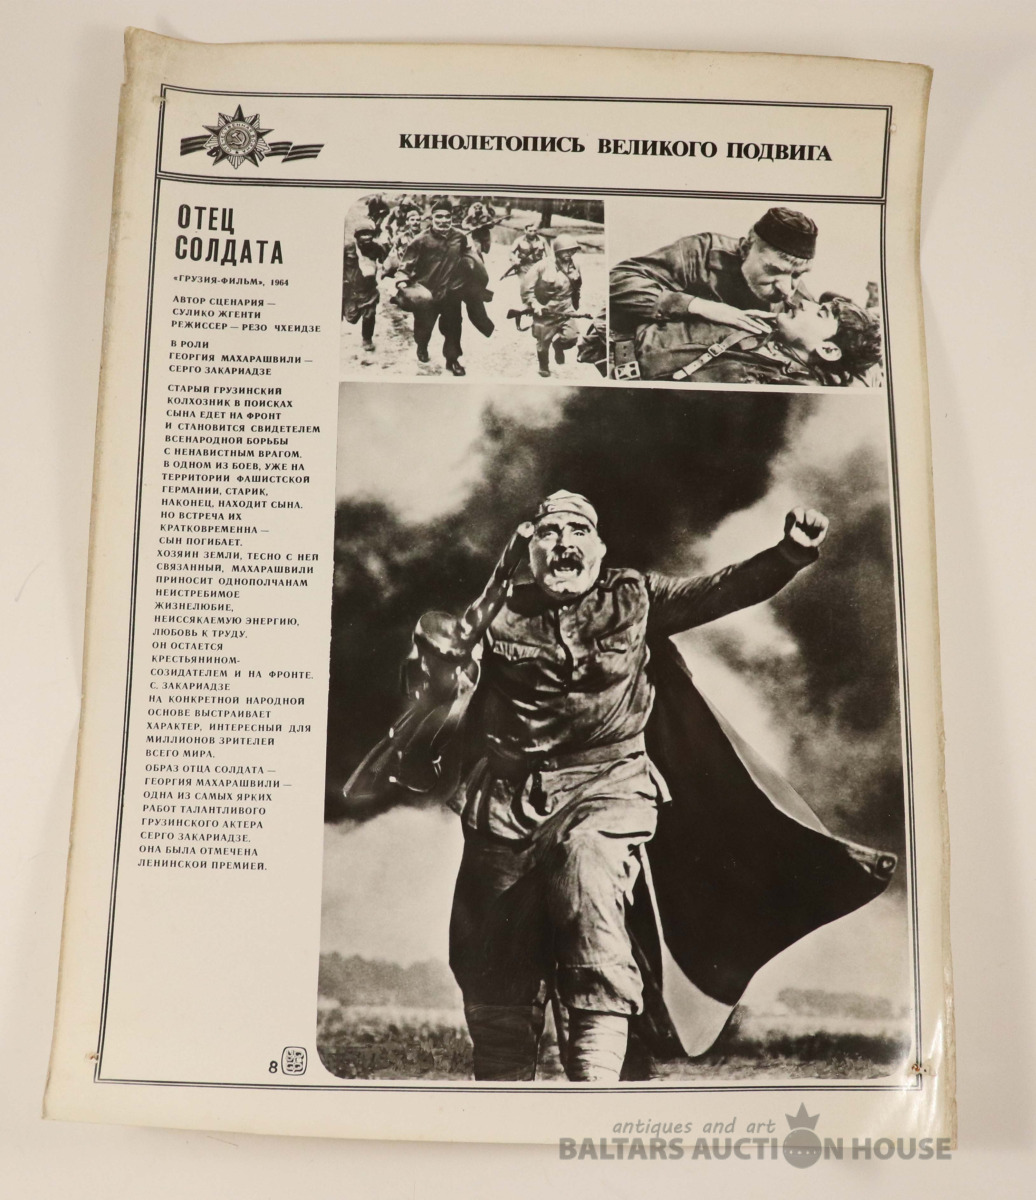 КИНОЛЕТОПИСЬ ВЕЛИКОГО ПОДВИГА
ОТЕЦ
СОЛДАТА
«ГРУЗИЯ-ФИЛЬМ», 1964
АВТОР СЦЕНАРИЯ —
СУЛИКО ЖГЕНТИ
РЕЖИССЕР — РЕЗО ЧХЕИДЗЕ
В РОЛИ
ГЕОРГИЯ МАХАРАШВИЛИ —
СЕРГО ЗАКАРИАДЗЕ
СТАРЫЙ ГРУЗИНСКИЙ
КОЛХОЗНИК В ПОИСКАХ
СЫНА ЕДЕТ НА ФРОНТ
И СТАНОВИТСЯ СВИДЕТЕЛЕМ
ВСЕНАРОДНОЙ БОРЬБЫ
С НЕНАВИСТНЫМ ВРАГОМ.
В ОДНОМ ИЗ БОЕВ, УЖЕ НА
ТЕРРИТОРИИ ФАШИСТСКОЙ
ГЕРМАНИИ, СТАРИК,
НАКОНЕЦ, НАХОДИТ СЫНА.
НО ВСТРЕЧА ИХ
КРАТКОВРЕМЕННА —
СЫН ПОГИБАЕТ.
ХОЗЯИН ЗЕМЛИ, ТЕСНО С НЕЙ
СВЯЗАННЫЙ, МАХАРАШВИЛИ
ПРИНОСИТ ОДНОПОЛЧАНАМ
НЕИСТРЕБИМОЕ
ЖИЗНЕЛЮБИЕ,
НЕИССЯКАЕМУЮ ЭНЕРГИЮ,
ЛЮБОВЬ К ТРУДУ.
ОН ОСТАЕТСЯ
КРЕСТЬЯНИНОМ-
СОЗИДАТЕЛЕМ И НА ФРОНТЕ.
С. ЗАКАРИАДЗЕ
НА КОНКРЕТНОЙ НАРОДНОЙ
ОСНОВЕ ВЫСТРАИВАЕТ
ХАРАКТЕР, ИНТЕРЕСНЫЙ ДЛЯ
МИЛЛИОНОВ ЗРИТЕЛЕЙ
ВСЕГО МИРА.
ОБРАЗ ОТЦА СОЛДАТА —
ГЕОРГИЯ МАХАРАШВИЛИ —
ОДНА ИЗ САМЫХ ЯРКИХ
РАБОТ ТАЛАНТЛИВОГО
ГРУЗИНСКОГО АКТЕРА
СЕРГО ЗАКАРИАДЗЕ.
ОНА БЫЛА ОТМЕЧЕНА
ЛЕНИНСКОЙ ПРЕМИЕЙ.
8
antiques and art
BALTARS AUCTION HOUSE